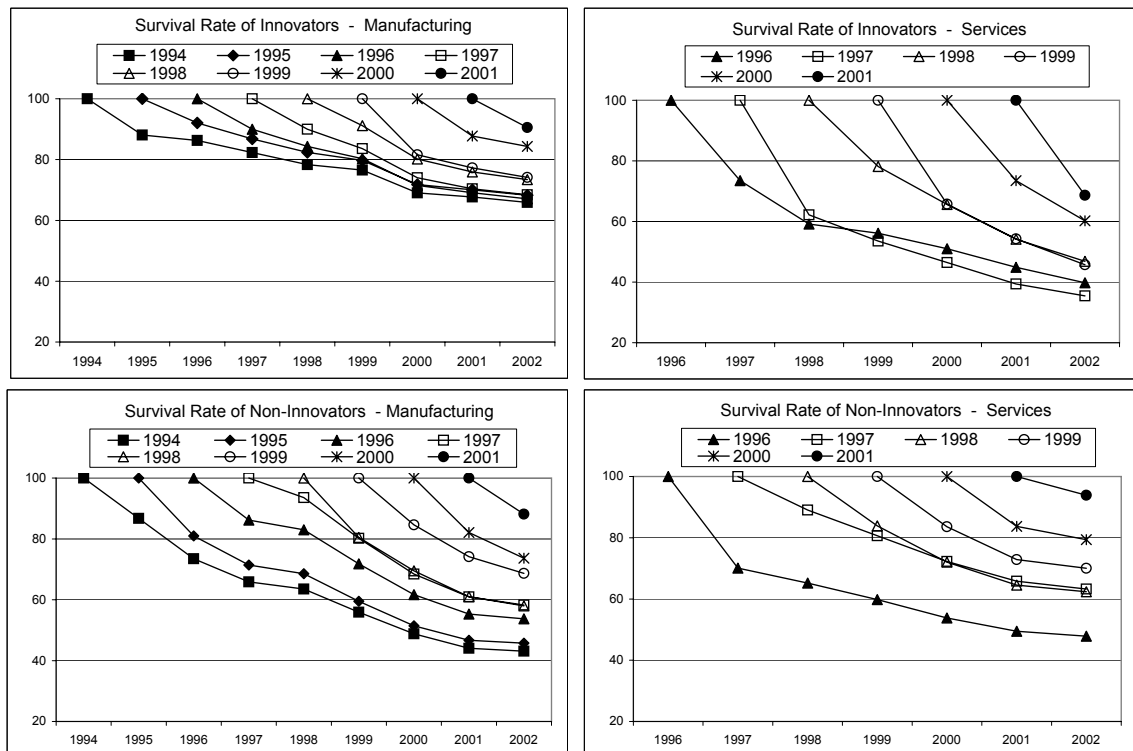 Survival Rate of Innovators - Manufacturing
1994 1995 1996 1997
1998 1999 2000 2001
100
80
60
40
20
1994 1995 1996 1997 1998 1999 2000 2001 2002
Survival Rate of Innovators - Services
1996 1997 1998 1999
2000 2001
100
80
60
40
20
1996 1997 1998 1999 2000 2001 2002
Survival Rate of Non-Innovators - Manufacturing
1994 1995 1996 1997
1998 1999 2000 2001
100
80
60
40
20
1994 1995 1996 1997 1998 1999 2000 2001 2002
Survival Rate of Non-Innovators - Services
1996 1997 1998 1999
2000 2001
100
80
60
40
20
1996 1997 1998 1999 2000 2001 2002